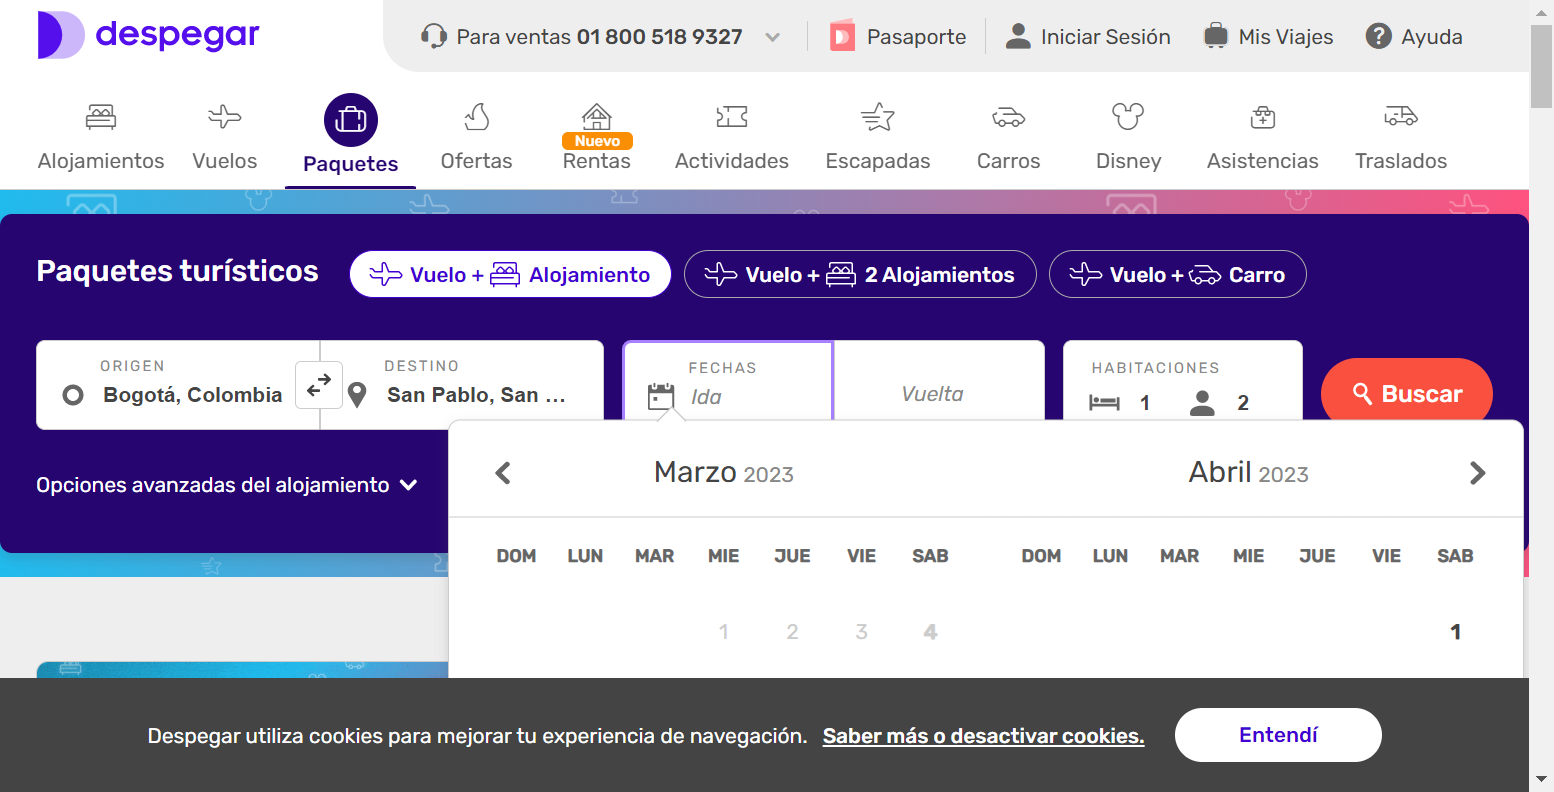 despegar
Para ventas 01 800 518 9327
Pasaporte
Iniciar Sesión
Mis Viajes
Ayuda
Alojamientos
Vuelos
Paquetes
Ofertas
Nuevo
Rentas
Actividades
Escapadas
Carros
Disney
Asistencias
Traslados
Paquetes turísticos
Vuelo + Alojamiento
Vuelo + 2 Alojamientos
Vuelo + Carro
ORIGEN
Bogotá, Colombia
DESTINO
San Pablo, San ...
FECHAS
Ida
Vuelta
HABITACIONES
1 2
Buscar
Opciones avanzadas del alojamiento
Marzo 2023
DOM LUN MAR MIE JUE VIE SAB
1 2 3 4
Abril 2023
DOM LUN MAR MIE JUE VIE SAB
1
Despegar utiliza cookies para mejorar tu experiencia de navegación. Saber más o desactivar cookies.
Entendí